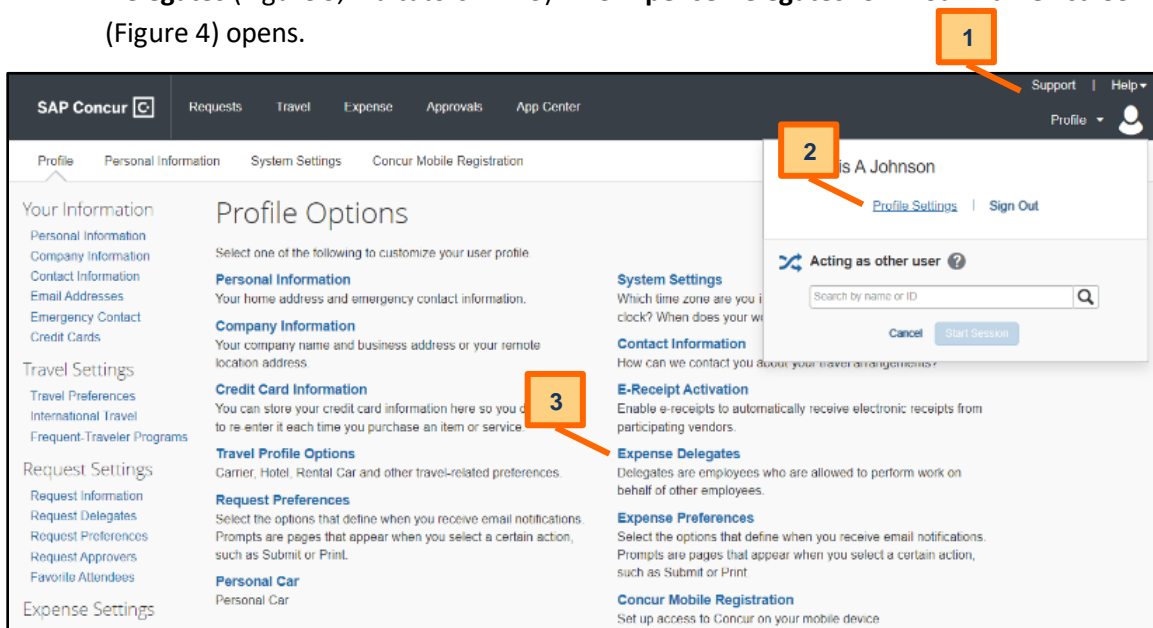 (Figure 4) opens.
1
Support | Help
SAP Concur C Requests Travel Expense Approvals App Center
Profile
Profile Personal Information System Settings Concur Mobile Registration
2
is A Johnson
Profile Settings | Sign Out
Acting as other user ?
Search by name or ID
Cancel Start Session
Your Information
Personal Information
Company Information
Contact Information
Email Addresses
Emergency Contact
Credit Cards
Travel Settings
Travel Preferences
International Travel
Frequent-Traveler Programs
Request Settings
Request Information
Request Delegates
Request Preferences
Request Approvers
Favorite Attendees
Expense Settings
Profile Options
Select one of the following to customize your user profile
Personal Information
Your home address and emergency contact information.
Company Information
Your company name and business address or your remote
location address.
Credit Card Information
You can store your credit card information here so you
to re-enter it each time you purchase an item or service
Travel Profile Options
Carrier, Hotel, Rental Car and other travel-related preferences.
Request Preferences
Select the options that define when you receive email notifications.
Prompts are pages that appear when you select a certain action,
such as Submit or Print.
Personal Car
Personal Car
3
System Settings
Which time zone are you
clock? When does your
Contact Information
How can we contact you about your travel arrangements?
E-Receipt Activation
Enable e-receipts to automatically receive electronic receipts from
participating vendors.
Expense Delegates
Delegates are employees who are allowed to perform work on
behalf of other employees.
Expense Preferences
Select the options that define when you receive email notifications.
Prompts are pages that appear when you select a certain action,
such as Submit or Print
Concur Mobile Registration
Set up access to Concur on your mobile device